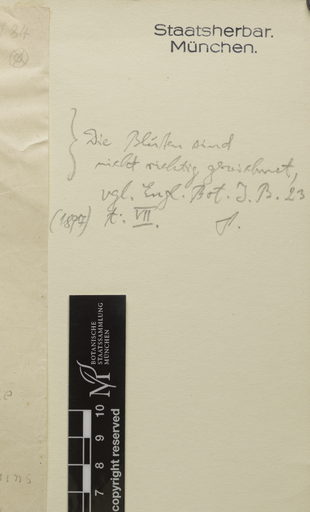 Staatsherbar.
München.
Die Blüten sind
nicht richtig gezeichnet,
vgl. Engl. Bot. J. B. 23
(1897) t. VII.
BOTANISCHE
STAATSSAMMLUNG
MÜNCHEN
7 8 9 10
copyright reserved